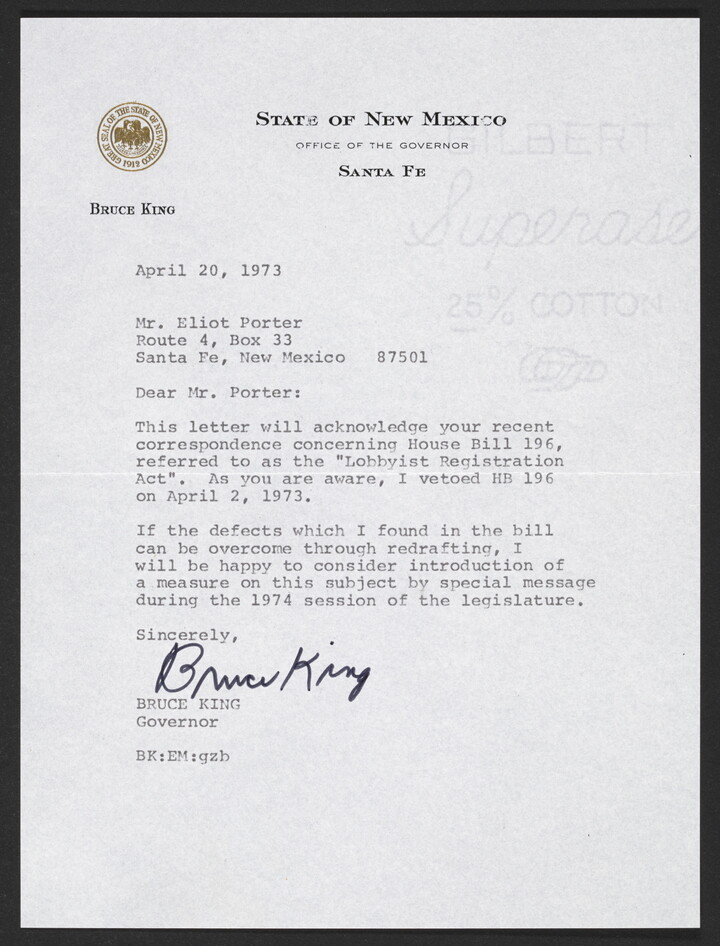 GREAT SEAL OF THE STATE OF NEW MEXICO
1912
STATE OF NEW MEXICO
OFFICE OF THE GOVERNOR
SANTA FE
BRUCE KING
GILBERT
Superase
25% COTTON
April 20, 1973
Mr. Eliot Porter
Route 4, Box 33
Santa Fe, New Mexico   87501
Dear Mr. Porter:
This letter will acknowledge your recent
correspondence concerning House Bill 196,
referred to as the "Lobbyist Registration
Act".  As you are aware, I vetoed HB 196
on April 2, 1973.
If the defects which I found in the bill
can be overcome through redrafting, I
will be happy to consider introduction of
a measure on this subject by special message
during the 1974 session of the legislature.
Sincerely,
Bruce King
BRUCE KING
Governor
BK:EM:gzb